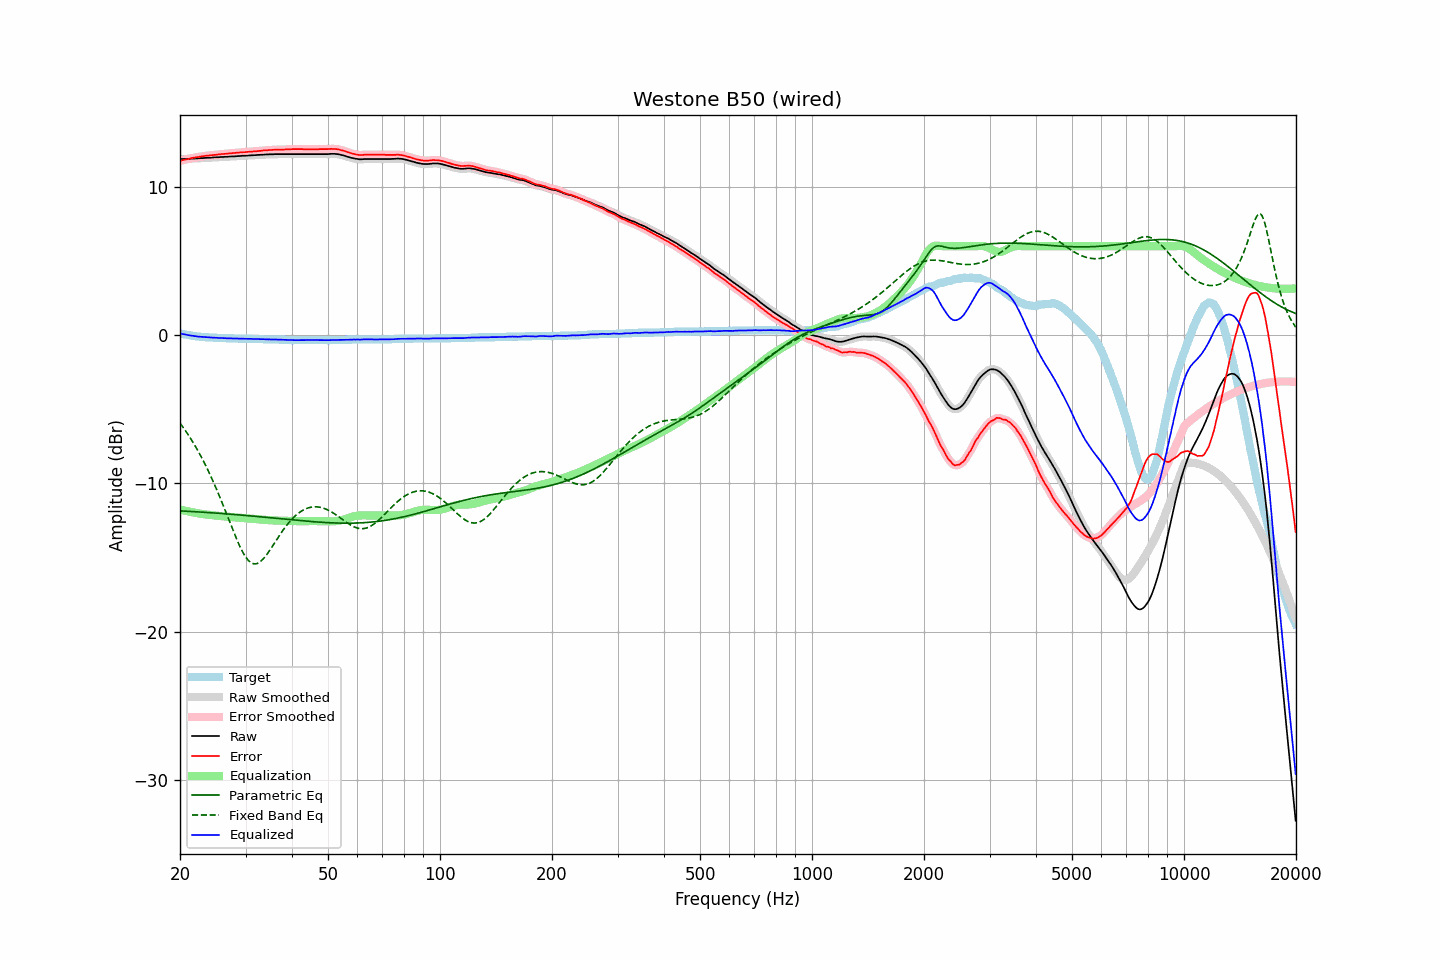 Westone B50 (wired)
Amplitude (dBr)
10
0
−10
−20
−30
Target
Raw Smoothed
Error Smoothed
Raw
Error
Equalization
Parametric Eq
Fixed Band Eq
Equalized
20 50 100 200 500 1000 2000 5000 10000 20000
Frequency (Hz)